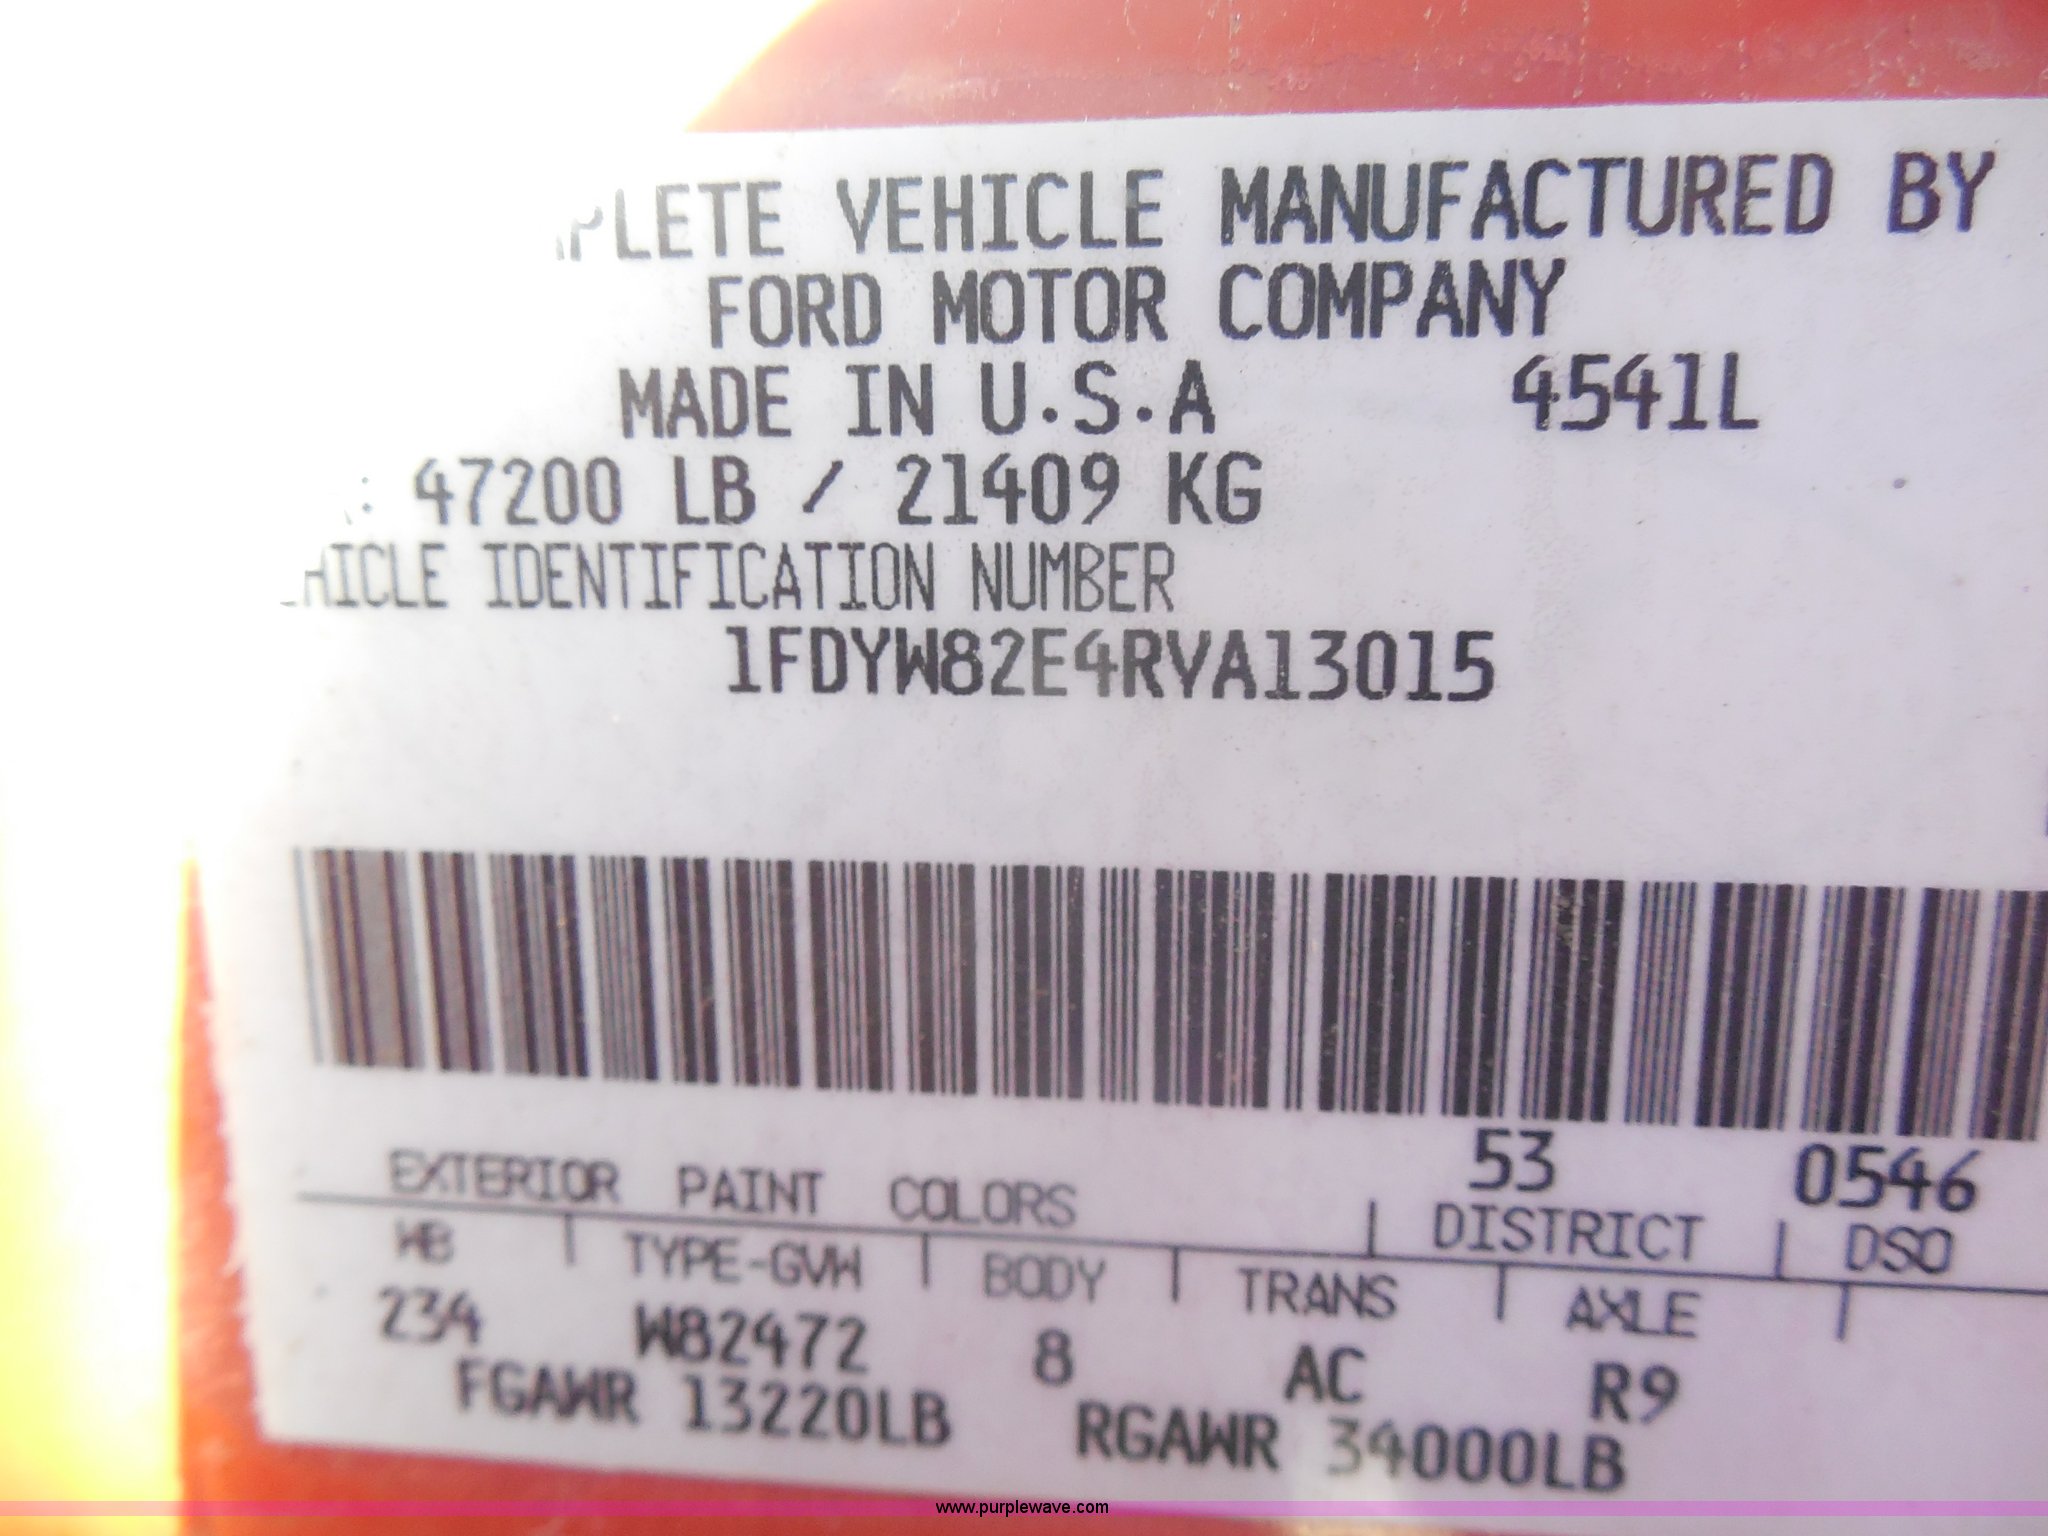 PLETE VEHICLE MANUFACTURED BY
FORD MOTOR COMPANY
MADE IN U.S.A 4541L
: 47200 LB / 21409 KG
HICLE IDENTIFICATION NUMBER
1FDYW82E4RVA13015
53 0546
EXTERIOR PAINT COLORS DISTRICT DSO
WB TYPE-GVW BODY TRANS AXLE
234 W82472 8 AC R9
FGAWR 13220LB RGAWR 34000LB
www.purplewave.com